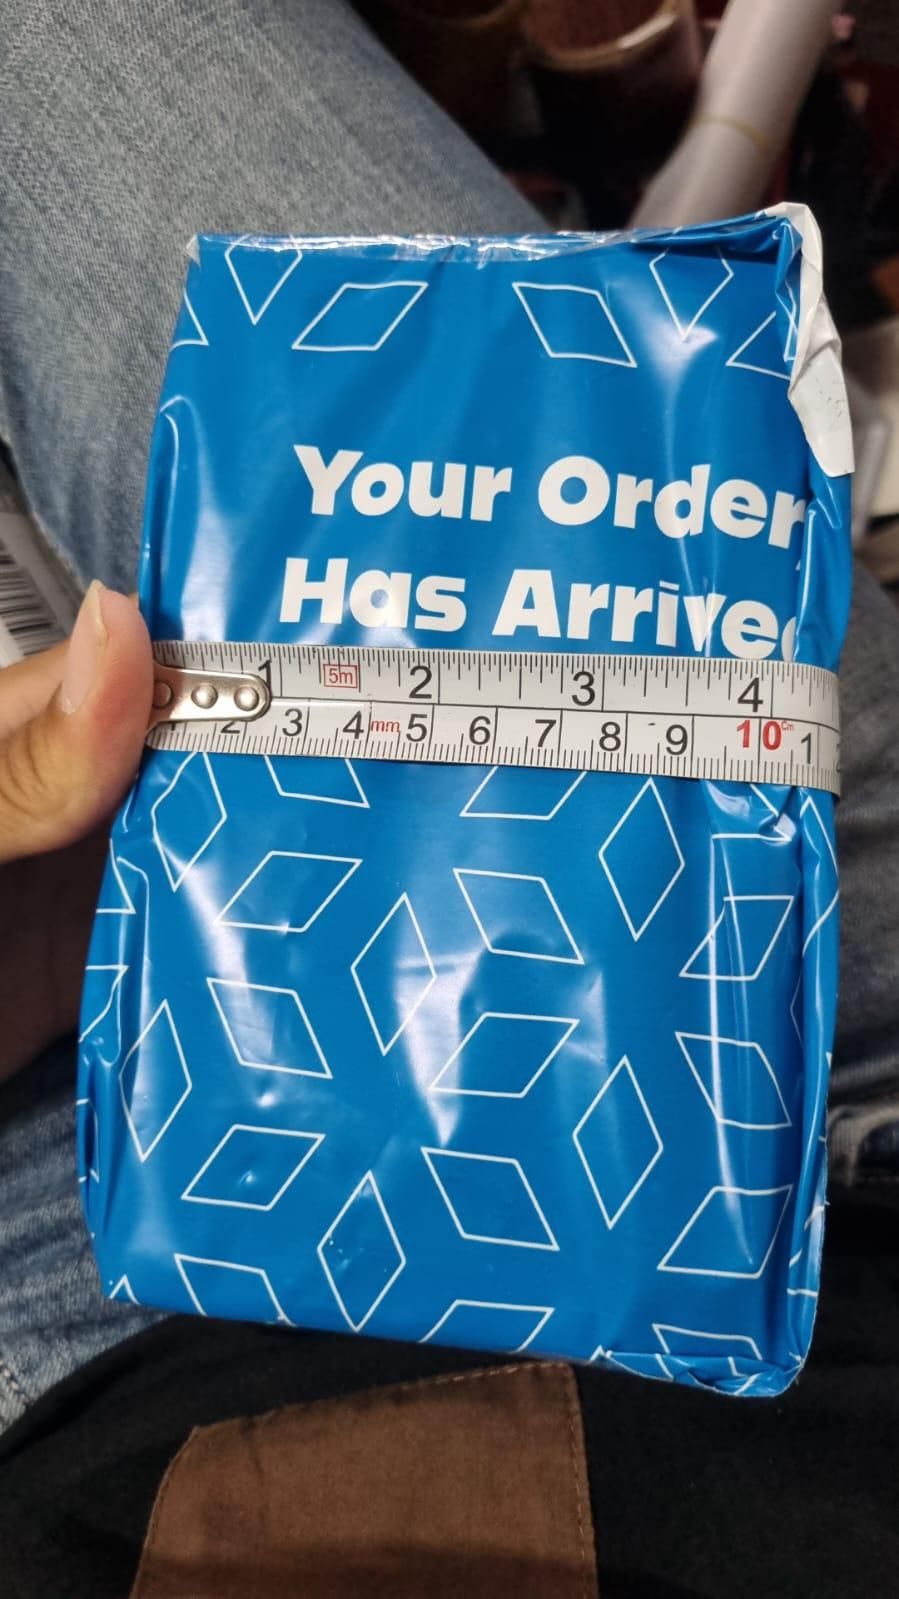 Your Order
Has Arrive
1 5m 2 3 4
2 3 4 mm 5 6 7 8 9 10 cm 1